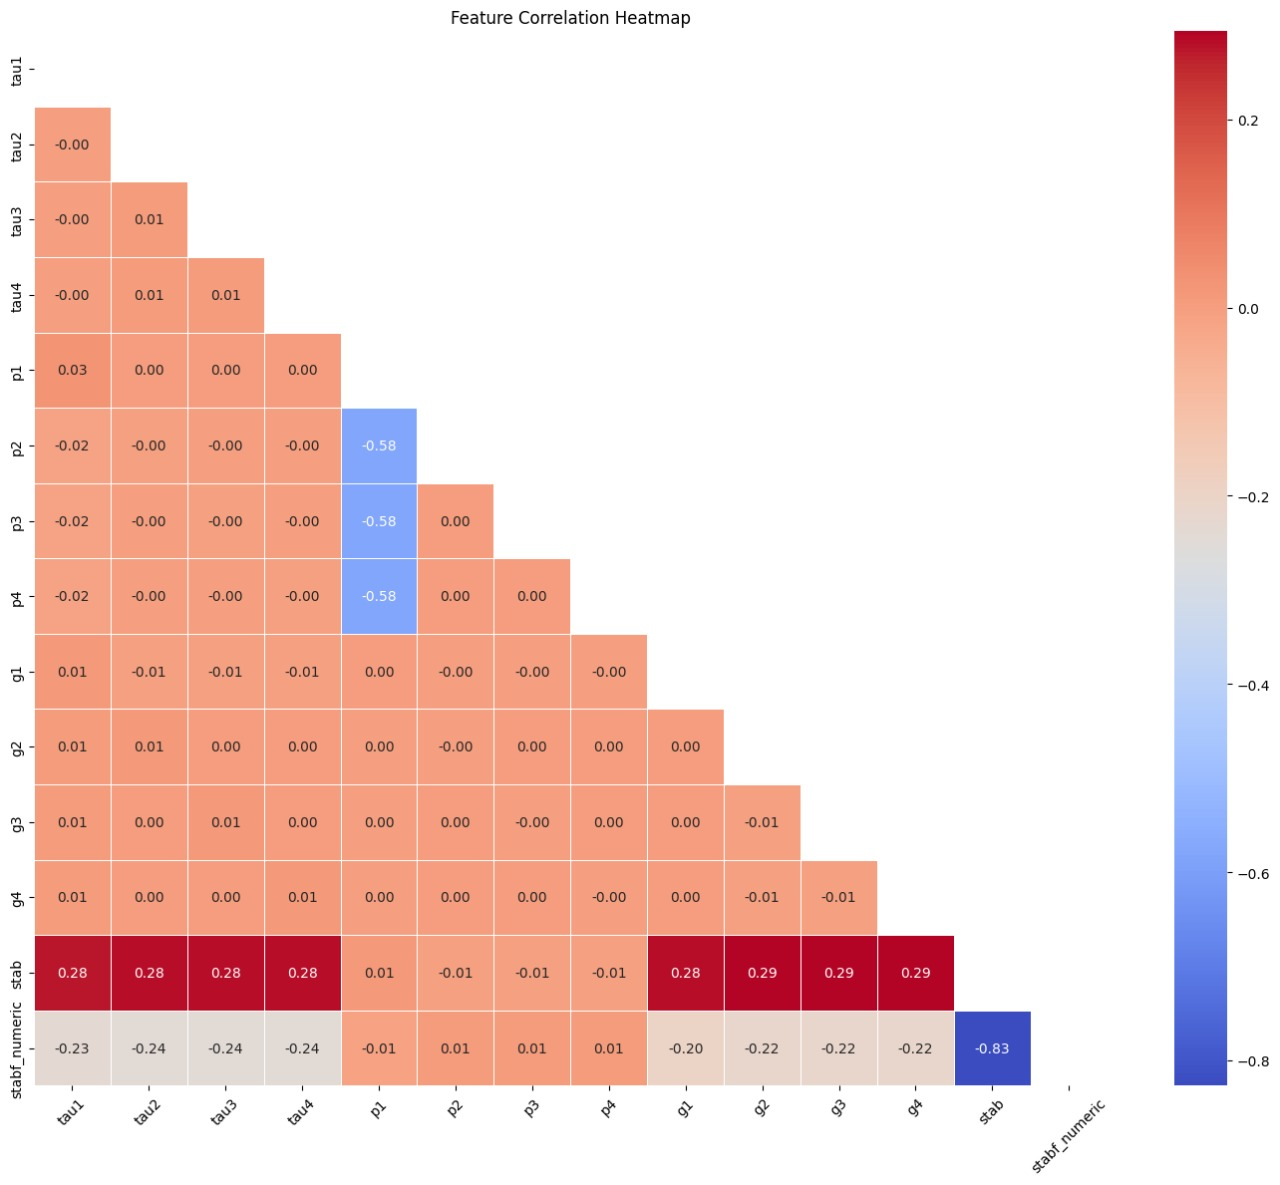 Feature Correlation Heatmap
tau1
tau2 -0.00
tau3 -0.00 0.01
tau4 -0.00 0.01 0.01
p1 0.03 0.00 0.00 0.00
p2 -0.02 -0.00 -0.00 -0.00 -0.58
p3 -0.02 -0.00 -0.00 -0.00 -0.58 0.00
p4 -0.02 -0.00 -0.00 -0.00 -0.58 0.00 0.00
g1 0.01 -0.01 -0.01 -0.01 0.00 -0.00 -0.00 -0.00
g2 0.01 0.01 0.00 0.00 0.00 -0.00 0.00 0.00 0.00
g3 0.01 0.00 0.01 0.00 0.00 0.00 -0.00 0.00 0.00 -0.01
g4 0.01 0.00 0.00 0.01 0.00 0.00 0.00 -0.00 0.00 -0.01 -0.01
stab 0.28 0.28 0.28 0.28 0.01 -0.01 -0.01 -0.01 0.28 0.29 0.29 0.29
stabf_numeric -0.23 -0.24 -0.24 -0.24 -0.01 0.01 0.01 0.01 -0.20 -0.22 -0.22 -0.22 -0.83
tau1 tau2 tau3 tau4 p1 p2 p3 p4 g1 g2 g3 g4 stab stabf_numeric
0.2
0.0
−0.2
−0.4
−0.6
−0.8